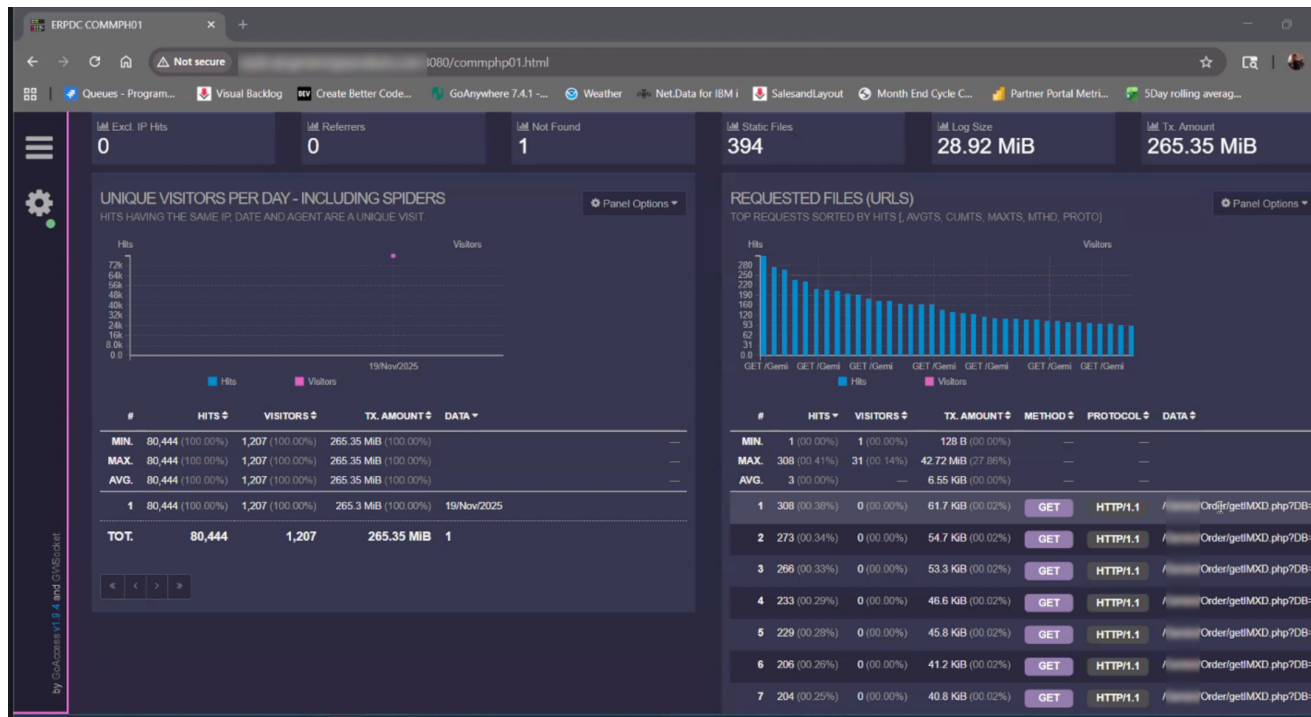 ERPDC COMMPH01
Not secure
8080/commphp01.html
Queues - Program... Visual Backlog DEV Create Better Code... GoAnywhere 7.4.1 -... Weather Net.Data for IBM i SalesandLayout Month End Cycle C... Partner Portal Metri... 5Day rolling averag...
Excl. IP Hits Referrers Not Found Static Files Log Size Tx. Amount
0 0 1 394 28.92 MiB 265.35 MiB
UNIQUE VISITORS PER DAY - INCLUDING SPIDERS
HITS HAVING THE SAME IP, DATE AND AGENT ARE A UNIQUE VISIT.
Panel Options
Hits Visitors
72k
64k
56k
48k
40k
32k
24k
16k
8.0k
0.0
19/Nov/2025
Hits Visitors
# HITS VISITORS TX. AMOUNT DATA
MIN. 80,444 (100.00%) 1,207 (100.00%) 265.35 MiB (100.00%) —
MAX. 80,444 (100.00%) 1,207 (100.00%) 265.35 MiB (100.00%) —
AVG. 80,444 (100.00%) 1,207 (100.00%) 265.35 MiB (100.00%) —
1 80,444 (100.00%) 1,207 (100.00%) 265.3 MiB (100.00%) 19/Nov/2025
TOT. 80,444 1,207 265.35 MiB 1
« ‹ › »
REQUESTED FILES (URLS)
TOP REQUESTS SORTED BY HITS [, AVGTS, CUMTS, MAXTS, MTHD, PROTO]
Panel Options
Hits Visitors
280
250
220
190
160
120
93
62
31
0.0
GET /Gemi GET /Gemi GET /Gemi GET /Gemi GET /Gemi GET /Gemi GET /Gemi
Hits Visitors
# HITS VISITORS TX. AMOUNT METHOD PROTOCOL DATA
MIN. 1 (00.00%) 1 (00.00%) 128 B (00.00%) — —
MAX. 308 (00.41%) 31 (00.14%) 42.72 MiB (27.86%) — —
AVG. 3 (00.00%) — 6.55 KiB (00.00%) — —
1 308 (00.38%) 0 (00.00%) 61.7 KiB (00.02%) GET HTTP/1.1 / Order/getIMXD.php?DB=
2 273 (00.34%) 0 (00.00%) 54.7 KiB (00.02%) GET HTTP/1.1 / Order/getIMXD.php?DB=
3 266 (00.33%) 0 (00.00%) 53.3 KiB (00.02%) GET HTTP/1.1 / Order/getIMXD.php?DB=
4 233 (00.29%) 0 (00.00%) 46.6 KiB (00.02%) GET HTTP/1.1 / Order/getIMXD.php?DB=
5 229 (00.28%) 0 (00.00%) 45.8 KiB (00.02%) GET HTTP/1.1 / Order/getIMXD.php?DB=
6 206 (00.26%) 0 (00.00%) 41.2 KiB (00.02%) GET HTTP/1.1 / Order/getIMXD.php?DB=
7 204 (00.25%) 0 (00.00%) 40.8 KiB (00.02%) GET HTTP/1.1 / Order/getIMXD.php?DB=
by GoAccess v1.9.4 and GWSocket